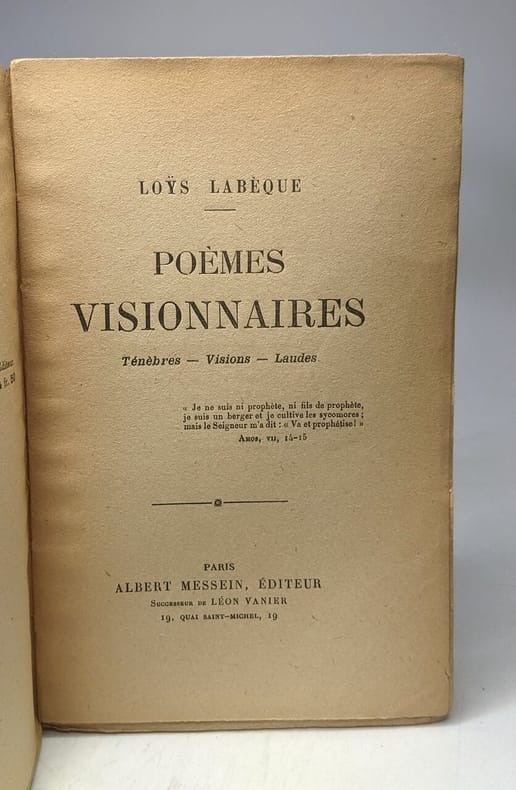 LOŸS LABÈQUE
POÈMES
VISIONNAIRES
Ténèbres — Visions — Laudes
« Je ne suis ni prophète, ni fils de prophète,
je suis un berger et je cultive les sycomores ;
mais le Seigneur m'a dit : « Va et prophétise ! »
Amos, vii, 14-15
PARIS
ALBERT MESSEIN, ÉDITEUR
Successeur de LÉON VANIER
19, QUAI SAINT-MICHEL, 19